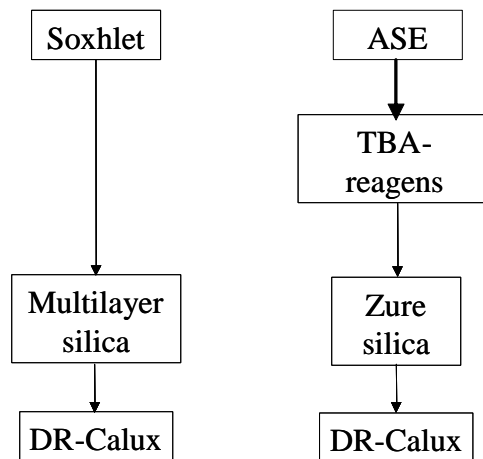 Soxhlet
Multilayer
silica
DR-Calux
ASE
TBA-
reagens
Zure
silica
DR-Calux